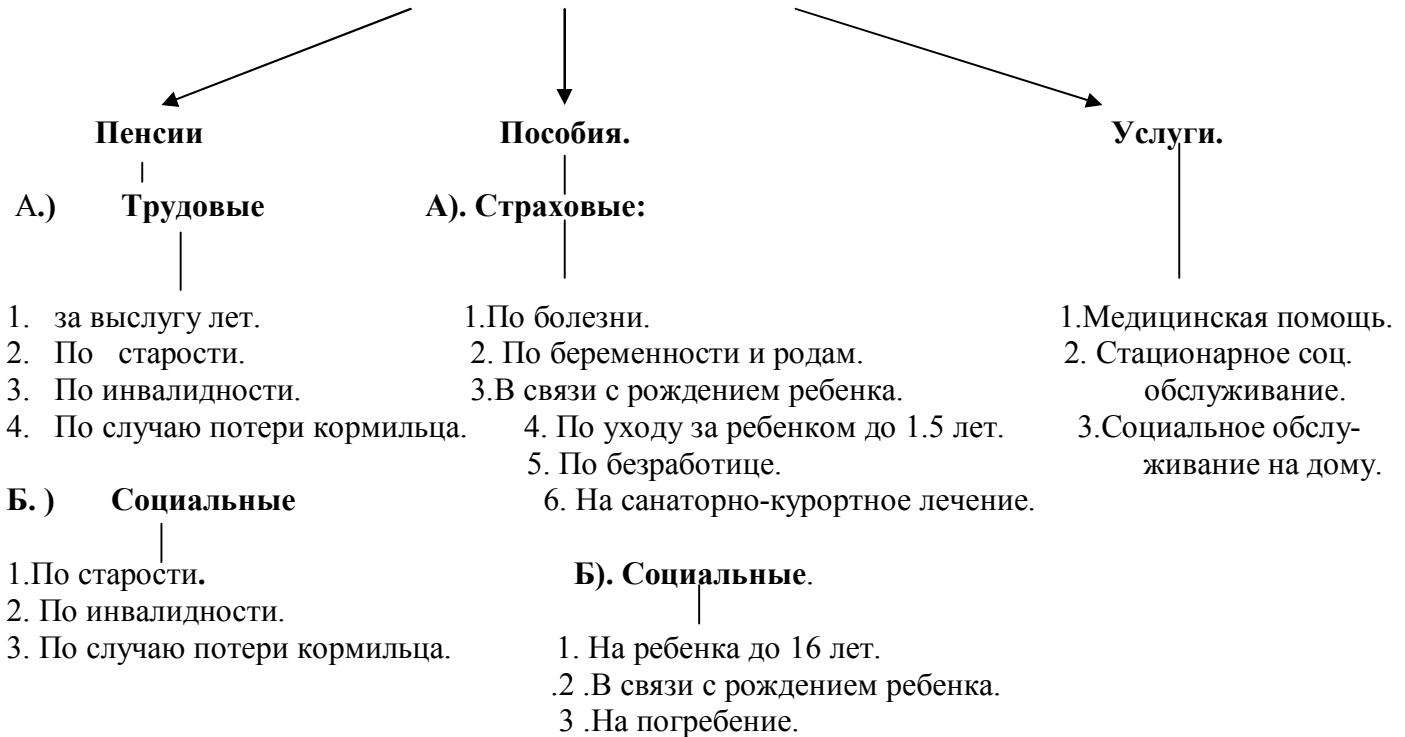 Пенсии Пособия. Услуги.
А.) Трудовые А). Страховые:
1. за выслугу лет. 1.По болезни. 1.Медицинская помощь.
2. По старости. 2. По беременности и родам. 2. Стационарное соц.
3. По инвалидности. 3.В связи с рождением ребенка. обслуживание.
4. По случаю потери кормильца. 4. По уходу за ребенком до 1.5 лет. 3.Социальное обслу-
5. По безработице. живание на дому.
Б. ) Социальные 6. На санаторно-курортное лечение.
1.По старости. Б). Социальные.
2. По инвалидности.
3. По случаю потери кормильца. 1. На ребенка до 16 лет.
.2 .В связи с рождением ребенка.
3 .На погребение.